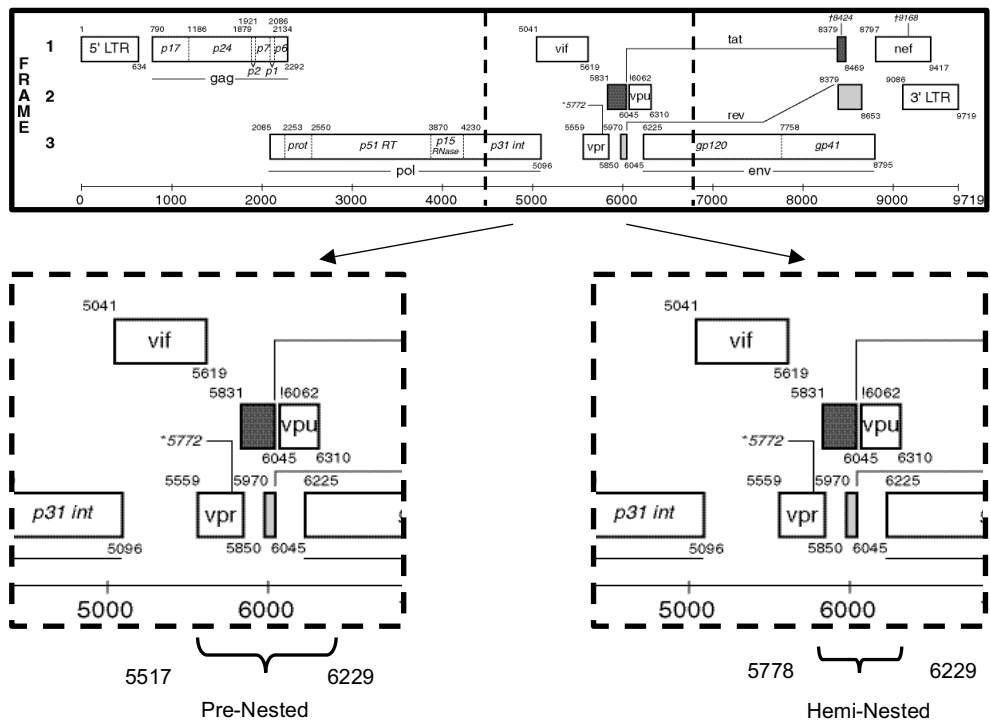 †8424 †9168
1 790 1186 1921 2086 5041 tat 8379 8797
1879 2134
1 5' LTR p17 p24 p7 p6 vif nef
634 p2 p1 2292 5619 8469 9417
gag
FRAME
5831 !6062 8379 9086
2 vpu 3' LTR
*5772 6045 6310 rev 8653 9719
2085 2253 2550 3870 4230 5559 5970 6225 7758
3 prot p51 RT p15 RNase p31 int vpr gp120 gp41
5096 5850 6045 8795
pol env
0 1000 2000 3000 4000 5000 6000 7000 8000 9000 9719
5041
vif
5619
5831 !6062
vpu
*5772
6045 6310
5559 5970 6225
p31 int vpr
5096 5850 6045
5000 6000
5517 6229
Pre-Nested
5041
vif
5619
5831 !6062
vpu
*5772
6045 6310
5559 5970 6225
p31 int vpr
5096 5850 6045
5000 6000
5778 6229
Hemi-Nested